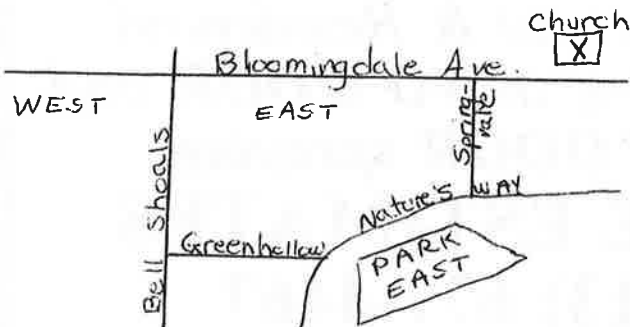 Church
X
Bloomingdale Ave.
WEST
EAST
Spring-
vale
Bell Shoals
Nature's WAY
Greenhollow
PARK
EAST